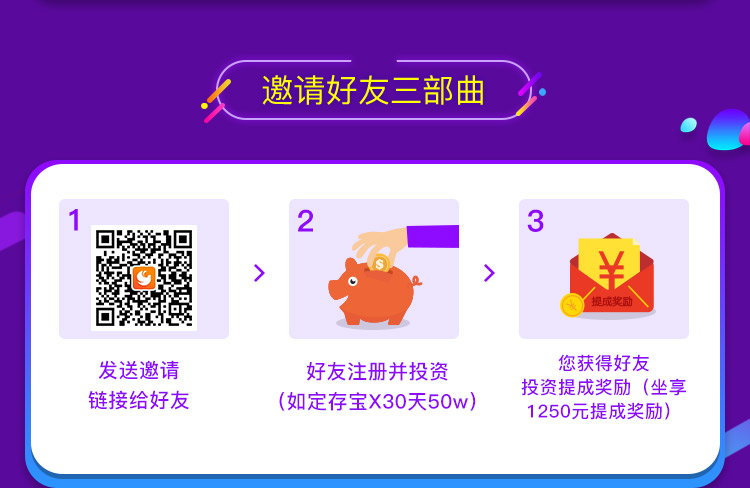 邀请好友三部曲
1
2
3
$
¥
提成奖励
发送邀请
链接给好友
好友注册并投资
（如定存宝X30天50w）
您获得好友
投资提成奖励（坐享
1250元提成奖励）